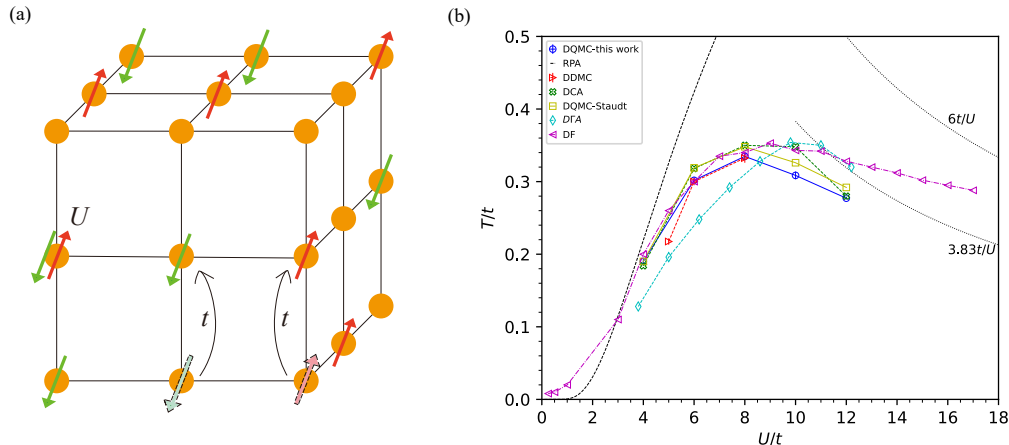 (a)
U
t
t
(b)
DQMC-this work
RPA
DDMC
DCA
DQMC-Staudt
DΓA
DF
6t/U
3.83t/U
T/t
0.5
0.4
0.3
0.2
0.1
0.0
0 2 4 6 8 10 12 14 16 18
U/t